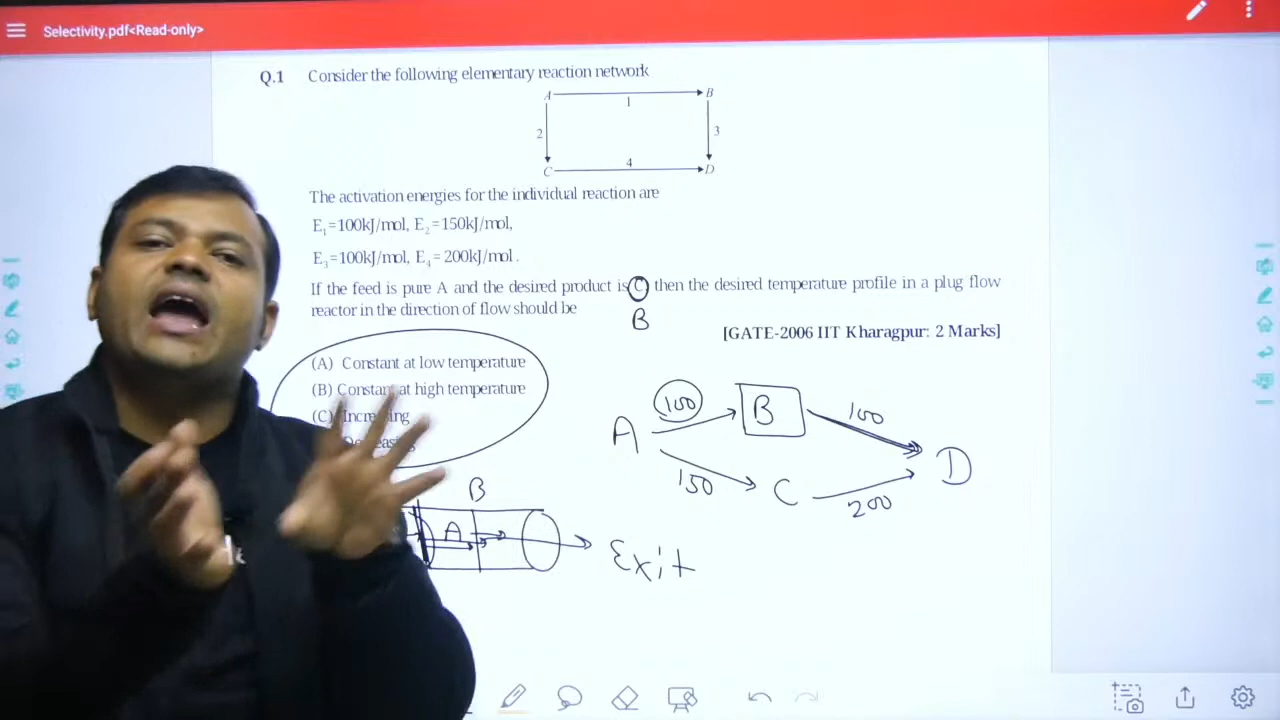 Selectivity.pdf<Read-only>
Q.1 Consider the following elementary reaction network
A B
1
2 3
4
C D
The activation energies for the individual reaction are
E₁=100kJ/mol, E₂=150kJ/mol,
E₃=100kJ/mol, E₄=200kJ/mol.
If the feed is pure A and the desired product is C then the desired temperature profile in a plug flow
reactor in the direction of flow should be
B
[GATE-2006 IIT Kharagpur: 2 Marks]
(A) Constant at low temperature
(B) Constant at high temperature
(C)
100 B 100
A D
150 C 200
B
A
Exit